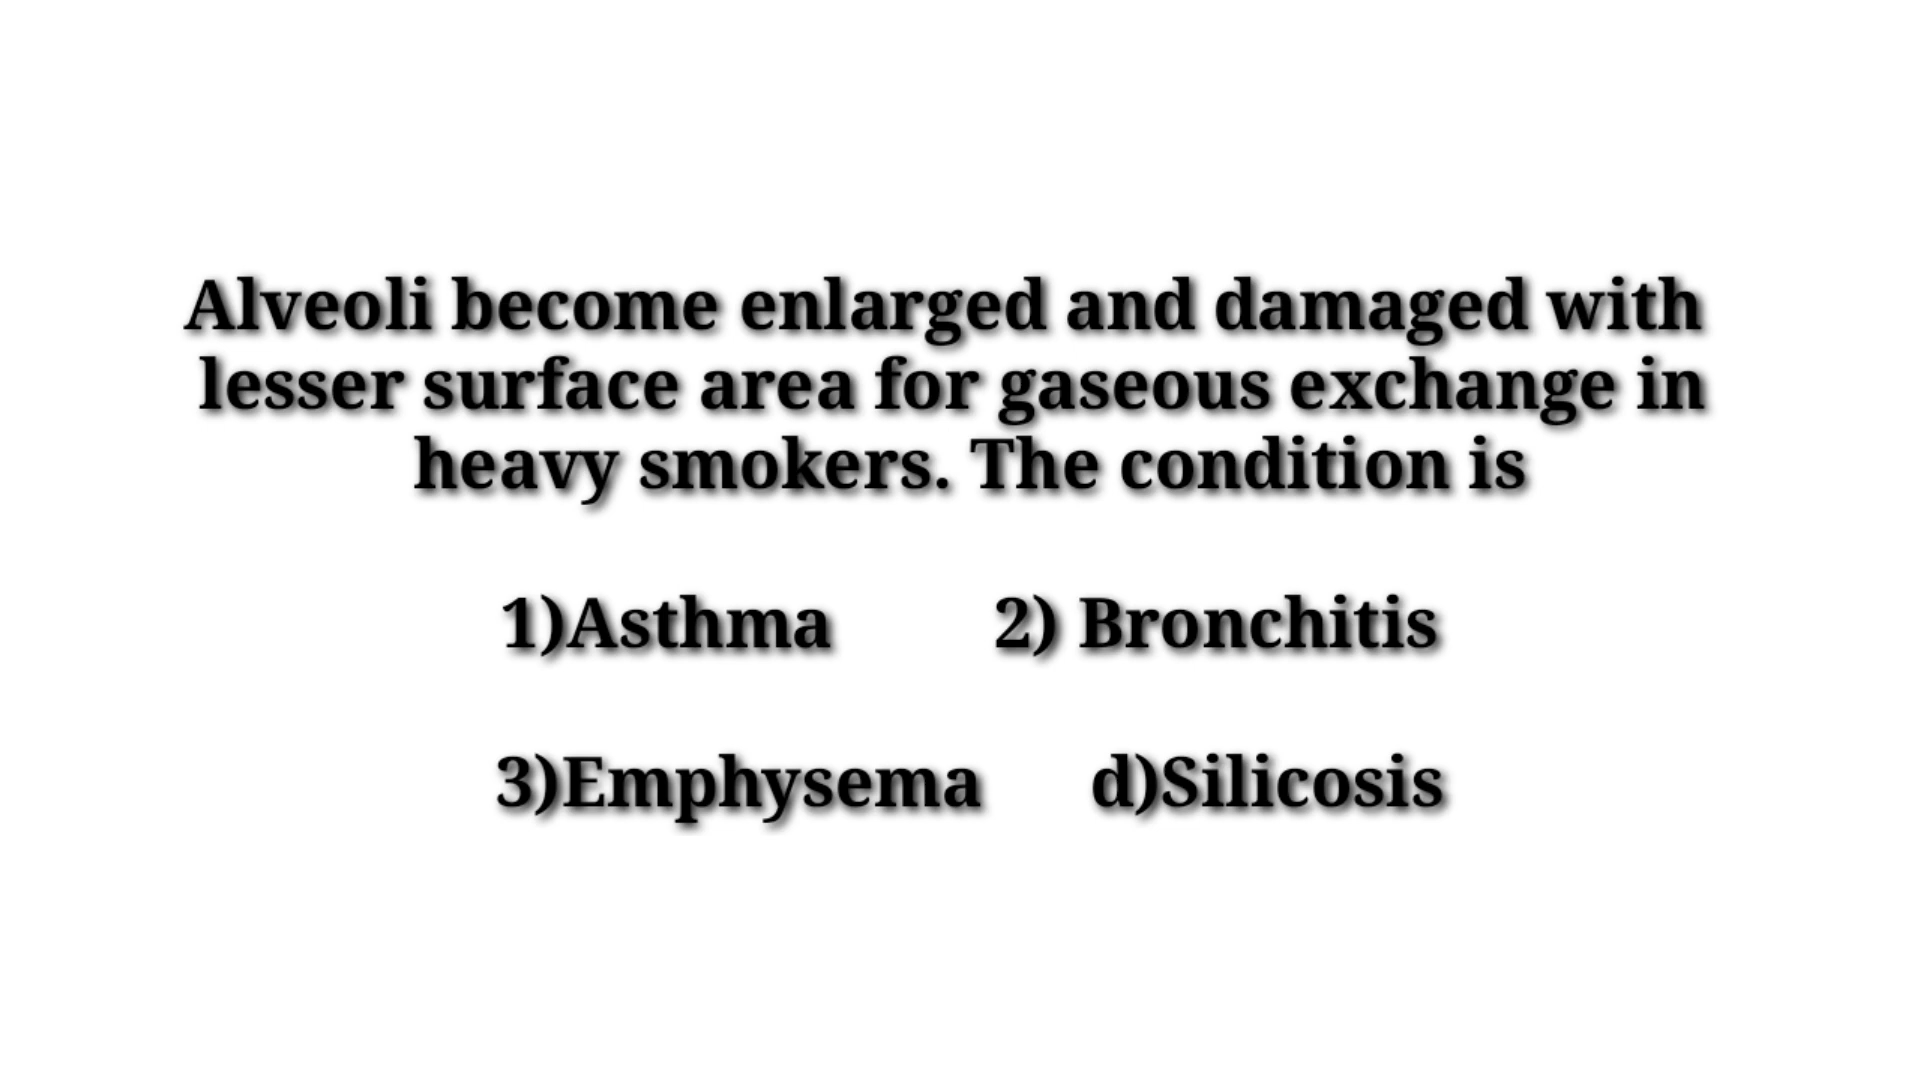 Alveoli become enlarged and damaged with
lesser surface area for gaseous exchange in
heavy smokers. The condition is
1)Asthma 2) Bronchitis
3)Emphysema d)Silicosis